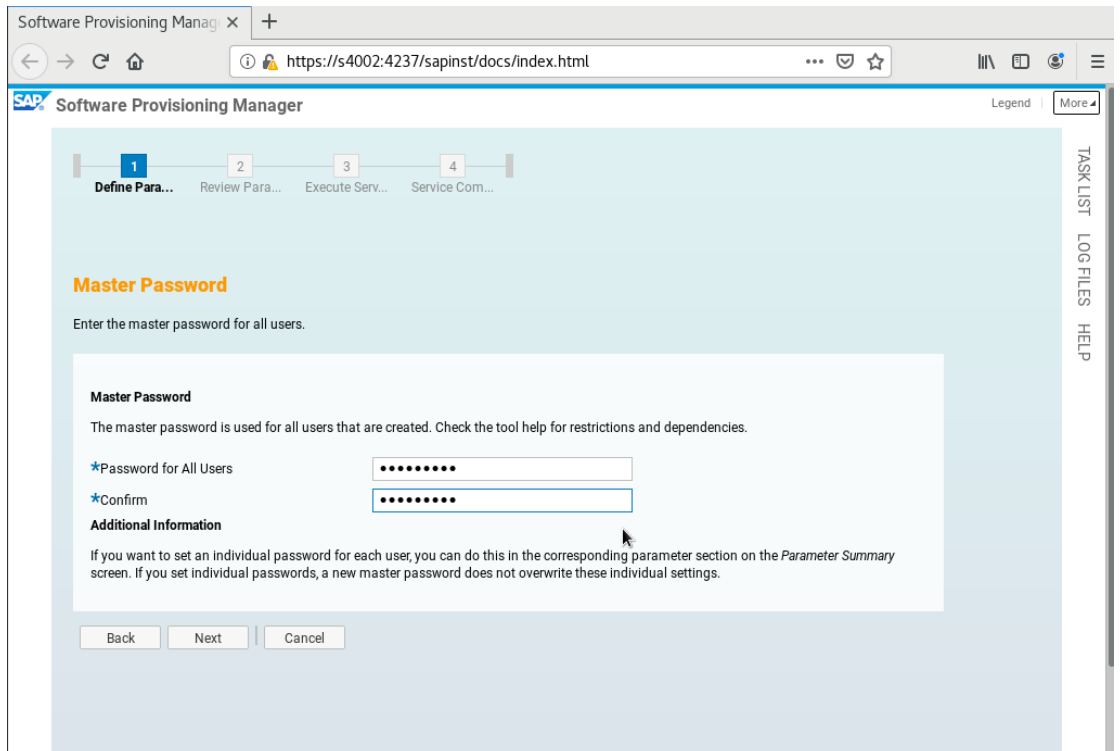 Software Provisioning Manag
https://s4002:4237/sapinst/docs/index.html
SAP Software Provisioning Manager
Legend
More
1 2 3 4
Define Para... Review Para... Execute Serv... Service Com...
TASK LIST
LOG FILES
HELP
Master Password
Enter the master password for all users.
Master Password
The master password is used for all users that are created. Check the tool help for restrictions and dependencies.
*Password for All Users •••••••••
*Confirm •••••••••
Additional Information
If you want to set an individual password for each user, you can do this in the corresponding parameter section on the Parameter Summary
screen. If you set individual passwords, a new master password does not overwrite these individual settings.
Back Next Cancel